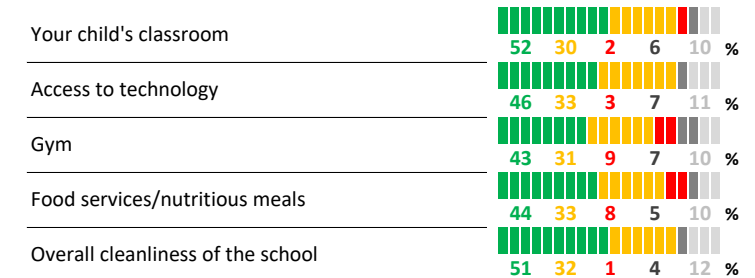 Your child's classroom
52 30 2 6 10 %
Access to technology
46 33 3 7 11 %
Gym
43 31 9 7 10 %
Food services/nutritious meals
44 33 8 5 10 %
Overall cleanliness of the school
51 32 1 4 12 %